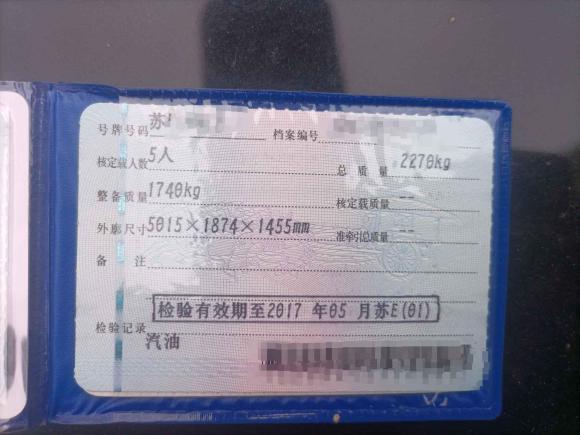 号牌号码 苏 档案编号
核定载人数 5人 总质量 2270kg
整备质量 1740kg 核定载质量 --
外廓尺寸 5015×1874×1455mm 准牵引总质量 --
备注
检验有效期至2017 年05 月苏E(01)
检验记录
汽油